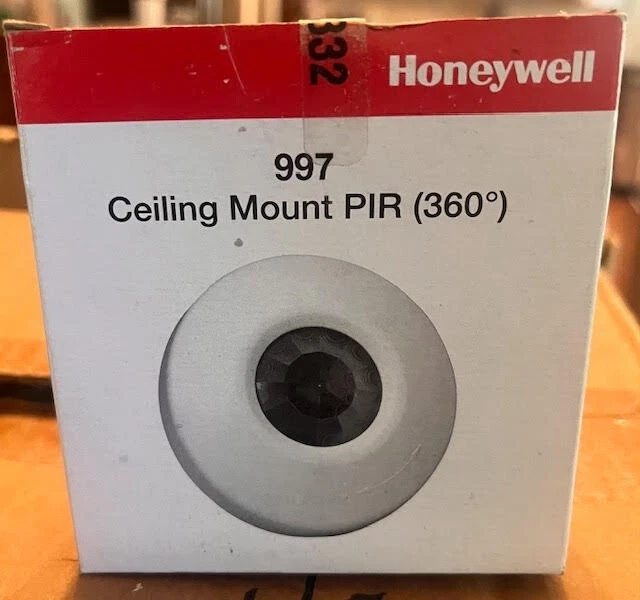 332
Honeywell
997
Ceiling Mount PIR (360°)